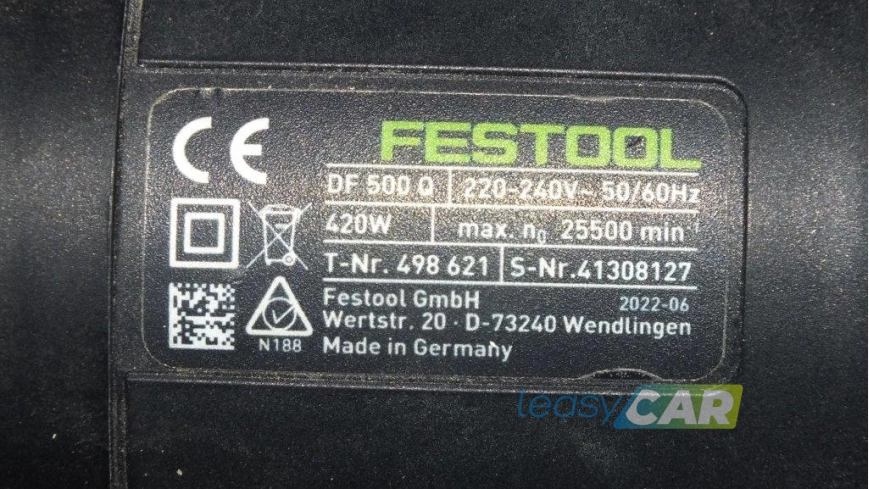 CE
FESTOOL
DF 500 Q 220-240V~ 50/60Hz
420W max. n₀ 25500 min⁻¹
T-Nr. 498 621 S-Nr.41308127
Festool GmbH 2022-06
Wertstr. 20 · D-73240 Wendlingen
N188 Made in Germany
leasyCAR